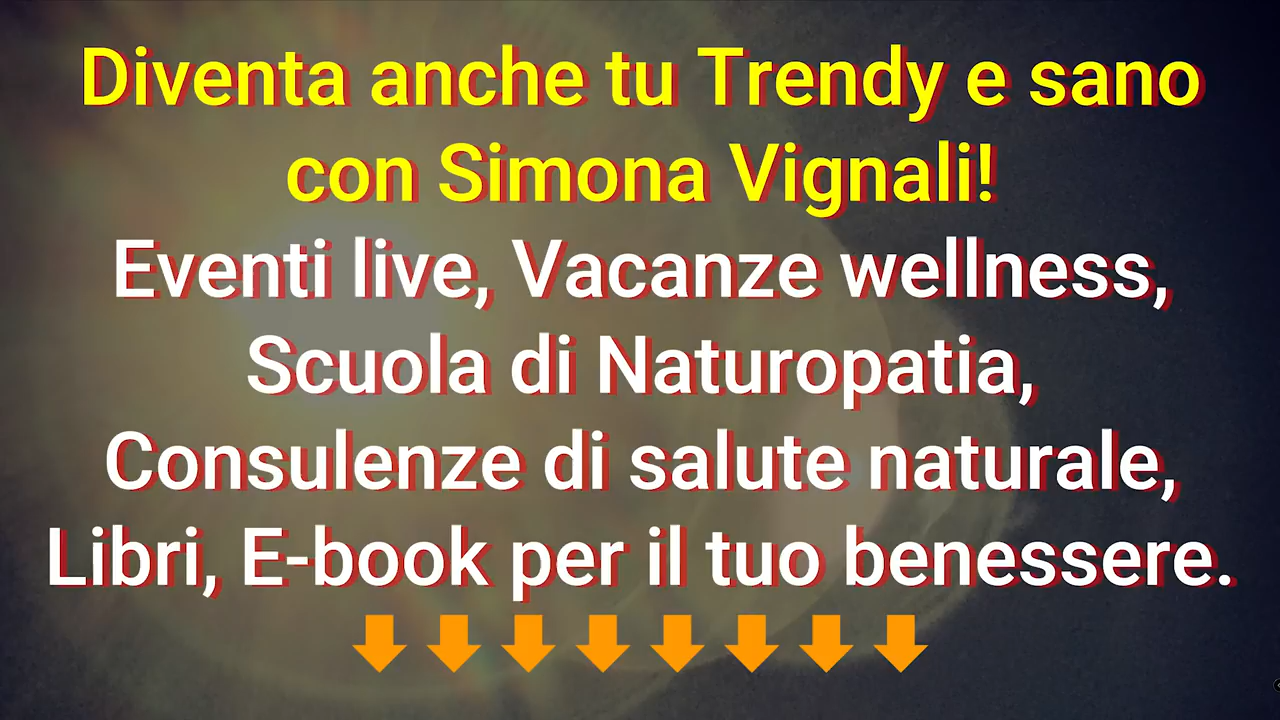 Diventa anche tu Trendy e sano
con Simona Vignali!
Eventi live, Vacanze wellness,
Scuola di Naturopatia,
Consulenze di salute naturale,
Libri, E-book per il tuo benessere.